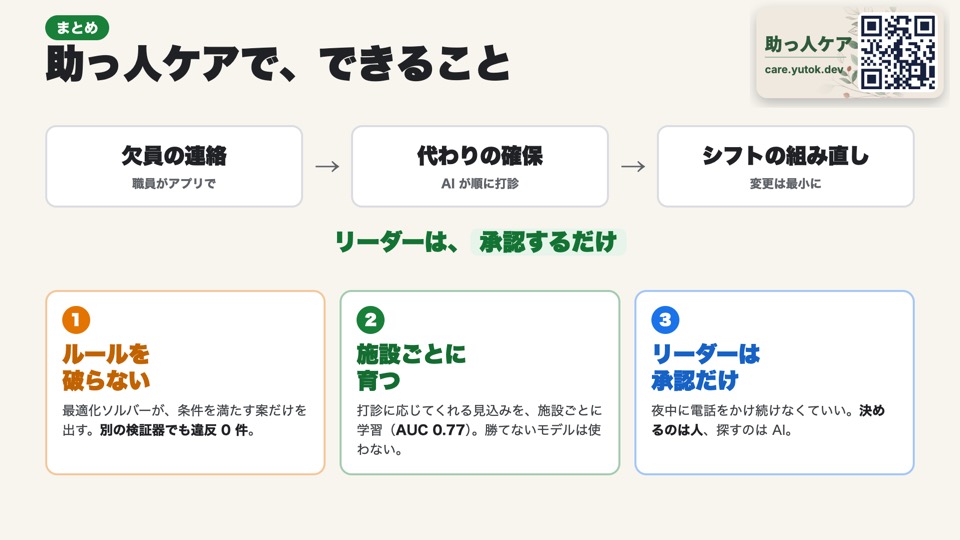 まとめ
助っ人ケアで、できること
助っ人ケア
care.yutok.dev
欠員の連絡
職員がアプリで
→
代わりの確保
AI が順に打診
→
シフトの組み直し
変更は最小に
リーダーは、承認するだけ
1
ルールを
破らない
最適化ソルバーが、条件を満たす案だけを
出す。別の検証器でも違反 0 件。
2
施設ごとに
育つ
打診に応じてくれる見込みを、施設ごとに
学習（AUC 0.77）。勝てないモデルは使
わない。
3
リーダーは
承認だけ
夜中に電話をかけ続けなくていい。決め
るのは人、探すのは AI。